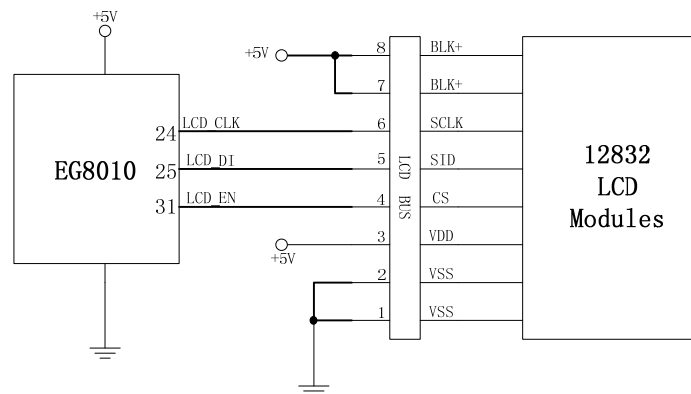 +5V
EG8010
24 LCD_CLK
25 LCD_DI
31 LCD_EN
+5V
+5V
8 BLK+
7 BLK+
6 SCLK
5 SID
4 CS
3 VDD
2 VSS
1 VSS
LCD BUS
12832
LCD
Modules